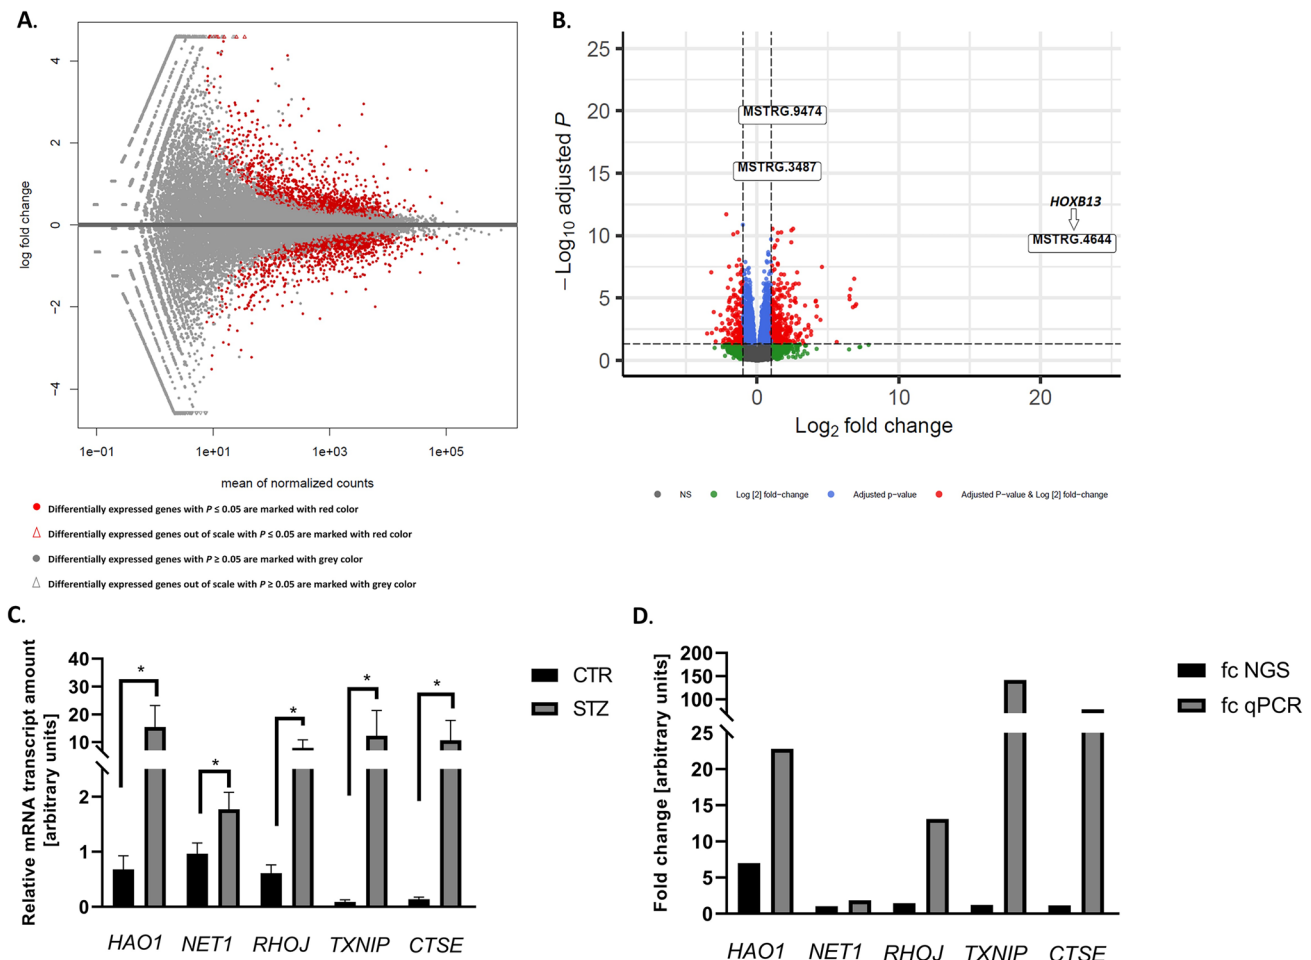 A.
4
2
0
−2
−4
log fold change
1e−01
1e+01
1e+03
1e+05
mean of normalized counts
Differentially expressed genes with P ≤ 0.05 are marked with red color
Differentially expressed genes out of scale with P ≤ 0.05 are marked with red color
Differentially expressed genes with P ≥ 0.05 are marked with grey color
Differentially expressed genes out of scale with P ≥ 0.05 are marked with grey color
B.
25
20
15
10
5
0
−Log10 adjusted P
MSTRG.9474
MSTRG.3487
HOXB13
MSTRG.4644
0
10
20
Log2 fold change
NS
Log [2] fold−change
Adjusted p−value
Adjusted P−value & Log [2] fold−change
C.
Relative mRNA transcript amount
[arbitrary units]
40
30
20
10
2
1
0
*
*
*
*
*
CTR
STZ
HAO1
NET1
RHOJ
TXNIP
CTSE
D.
Fold change [arbitrary units]
200
150
100
25
20
15
10
5
0
fc NGS
fc qPCR
HAO1
NET1
RHOJ
TXNIP
CTSE